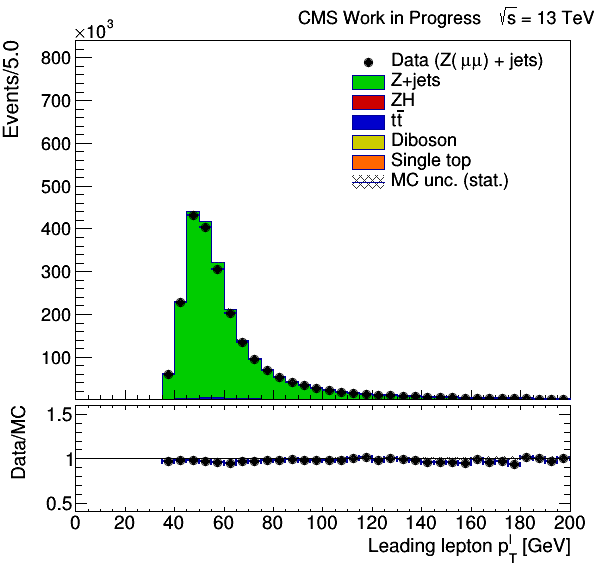 CMS Work in Progress √s = 13 TeV
×10³
Events/5.0
800
700
600
500
400
300
200
100
Data (Z(μμ) + jets)
Z+jets
ZH
tt̅
Diboson
Single top
MC unc. (stat.)
Data/MC
1.5
1
0.5
0 20 40 60 80 100 120 140 160 180 200
Leading lepton p_T^l [GeV]